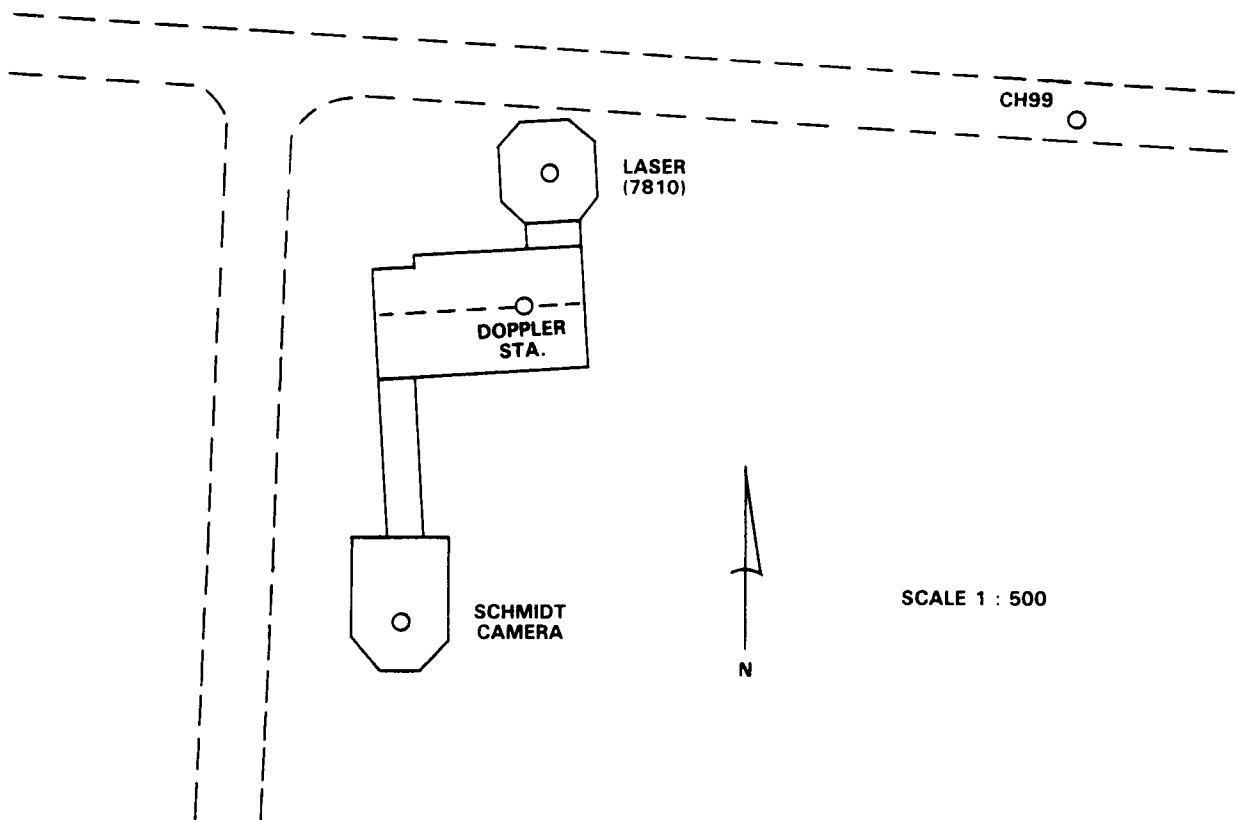 CH99
LASER
(7810)
DOPPLER
STA.
SCHMIDT
CAMERA
SCALE 1 : 500
N